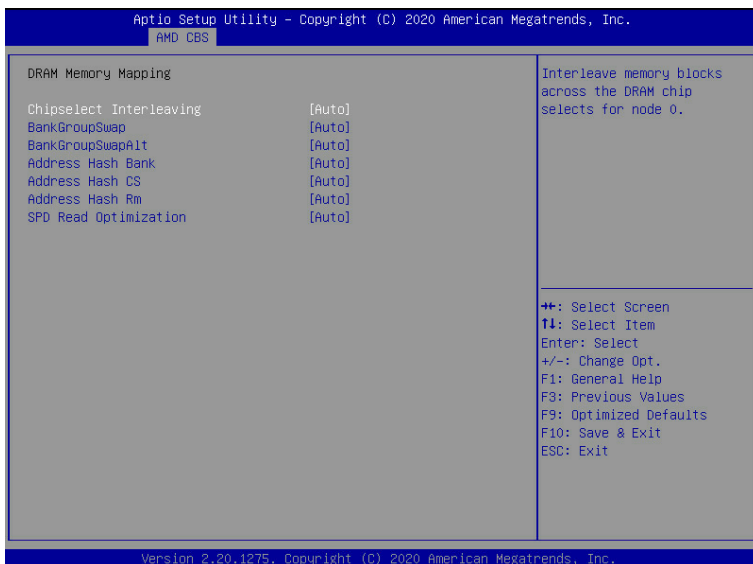 Aptio Setup Utility – Copyright (C) 2020 American Megatrends, Inc.
AMD CBS
DRAM Memory Mapping
Chipselect Interleaving [Auto]
BankGroupSwap [Auto]
BankGroupSwapAlt [Auto]
Address Hash Bank [Auto]
Address Hash CS [Auto]
Address Hash Rm [Auto]
SPD Read Optimization [Auto]
Interleave memory blocks
across the DRAM chip
selects for node 0.
→←: Select Screen
↑↓: Select Item
Enter: Select
+/-: Change Opt.
F1: General Help
F3: Previous Values
F9: Optimized Defaults
F10: Save & Exit
ESC: Exit
Version 2.20.1275. Copyright (C) 2020 American Megatrends, Inc.